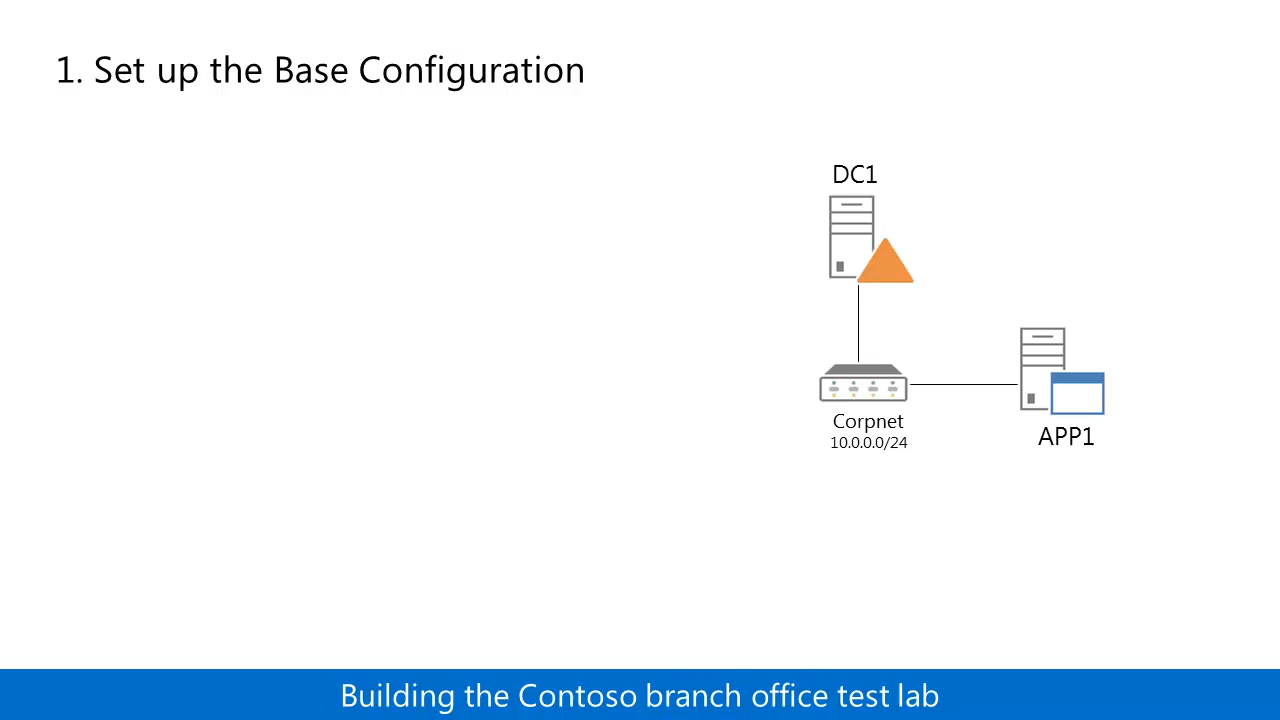 1. Set up the Base Configuration
DC1
Corpnet
10.0.0.0/24
APP1
Building the Contoso branch office test lab